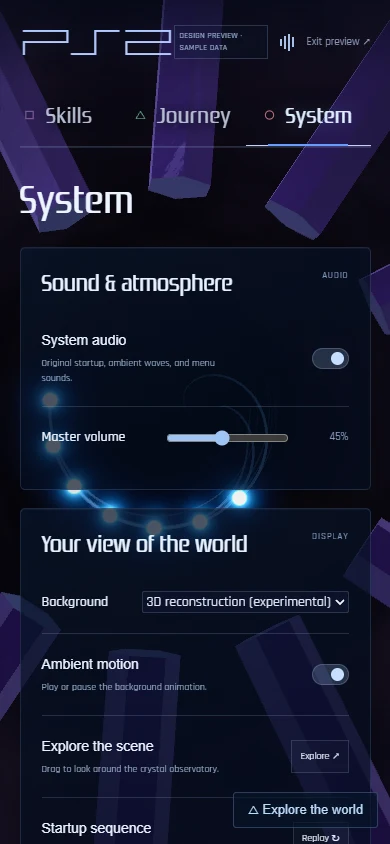 PS2
DESIGN PREVIEW ·
SAMPLE DATA
Exit preview ↗
□ Skills
△ Journey
○ System
System
Sound & atmosphere
AUDIO
System audio
Original startup, ambient waves, and menu
sounds.
Master volume
45%
Your view of the world
DISPLAY
Background
3D reconstruction (experimental)
Ambient motion
Play or pause the background animation.
Explore the scene
Drag to look around the crystal observatory.
Explore ↗
△ Explore the world
Startup sequence
Replay ↻